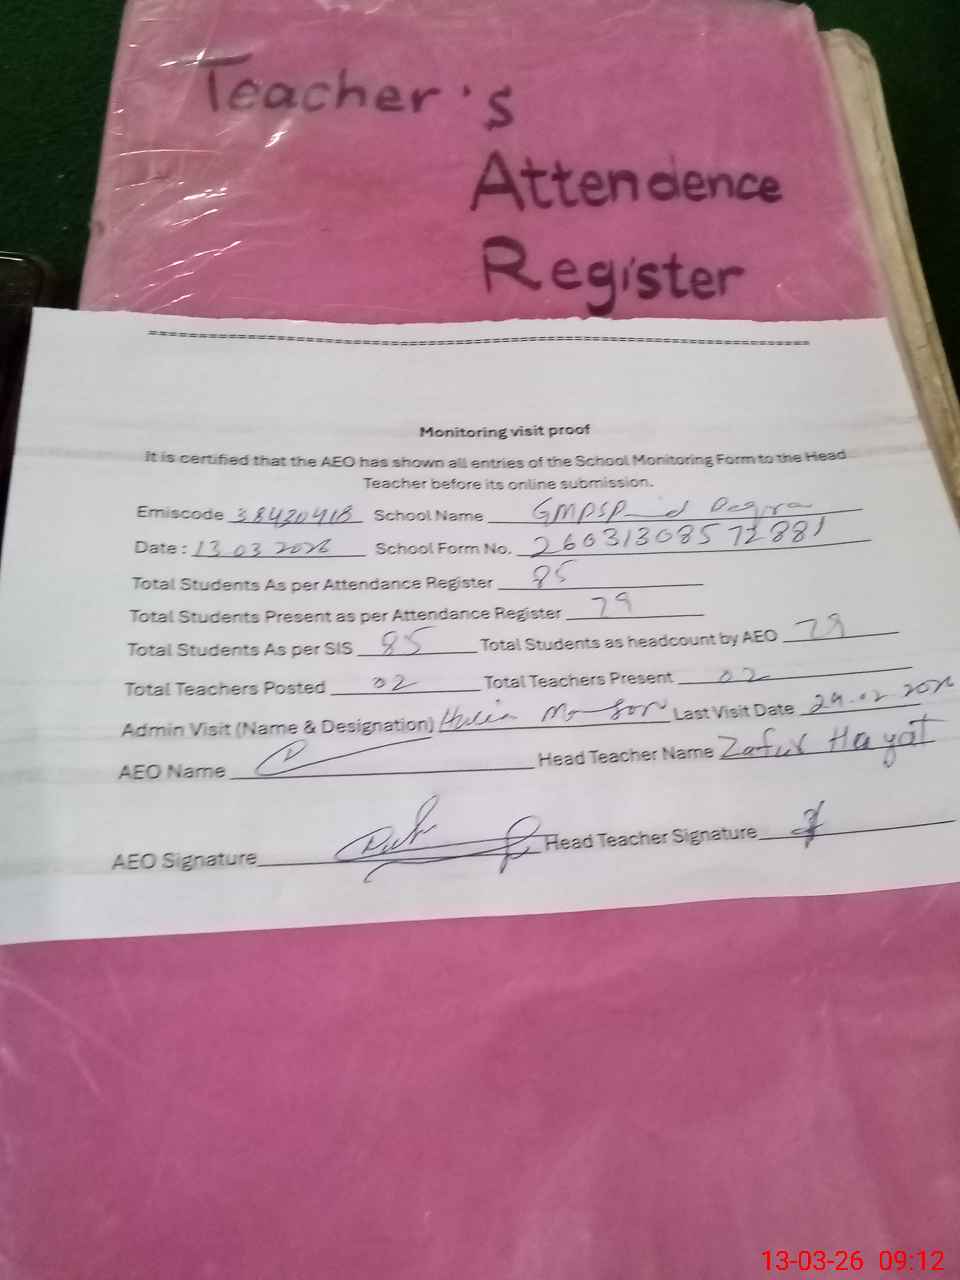 Teacher's
Attendence
Register
Monitoring visit proof
It is certified that the AEO has shown all entries of the School Monitoring Form to the Head
Teacher before its online submission.
Emiscode 38420418 School Name GMPS
Date : 13 03 2026 School Form No. 26031308572881
Total Students As per Attendance Register 85
Total Students Present as per Attendance Register 79
Total Students As per SIS 85 Total Students as headcount by AEO 79
Total Teachers Posted 02 Total Teachers Present 02
Admin Visit (Name & Designation) Last Visit Date 2026
AEO Name Head Teacher Name Zafur Hayat
AEO Signature Head Teacher Signature
13-03-26 09:12